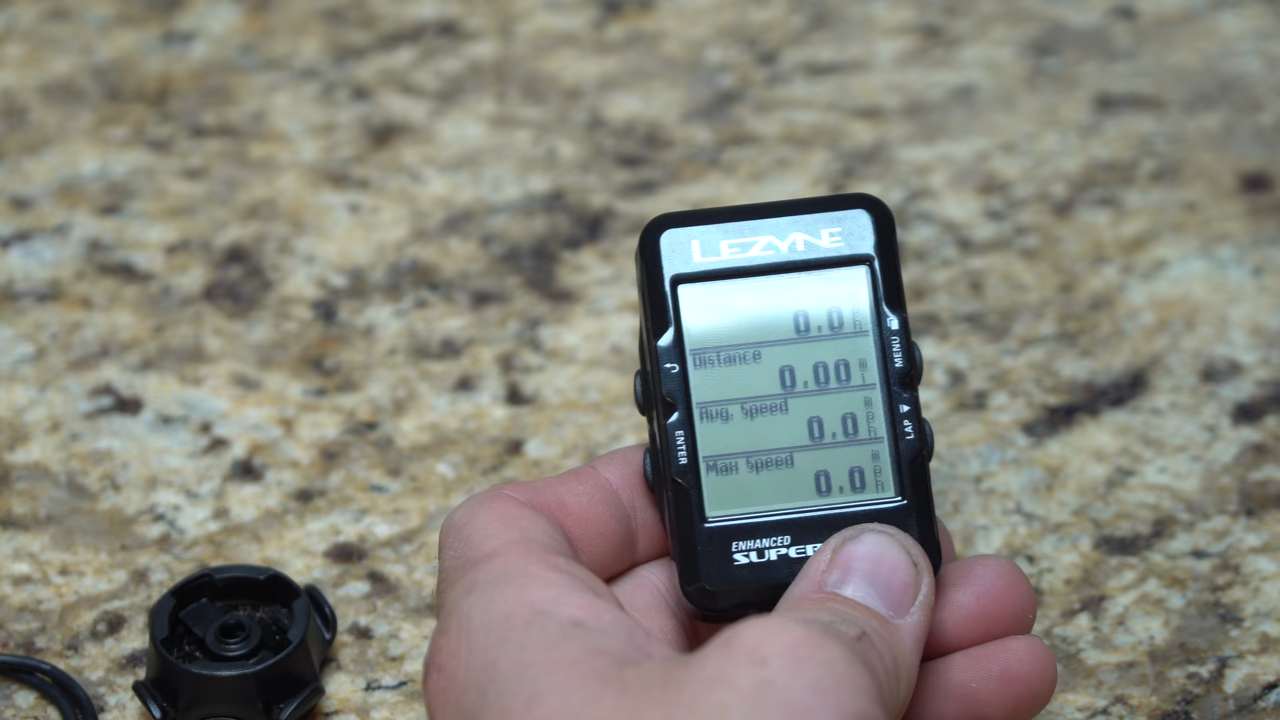 LEZYNE
0.0
Distance
0.00
Avg. Speed
0.0
Max Speed
0.0
MENU
LAP
ENTER
ENHANCED
SUPER